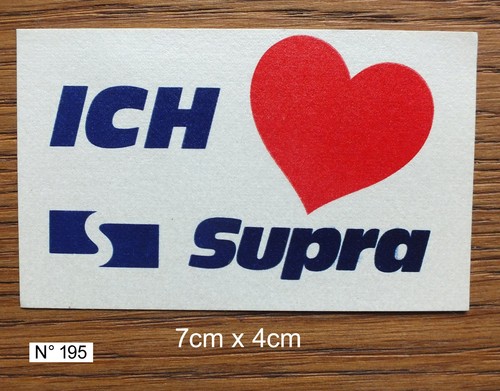 ICH
Supra
7cm x 4cm
N° 195